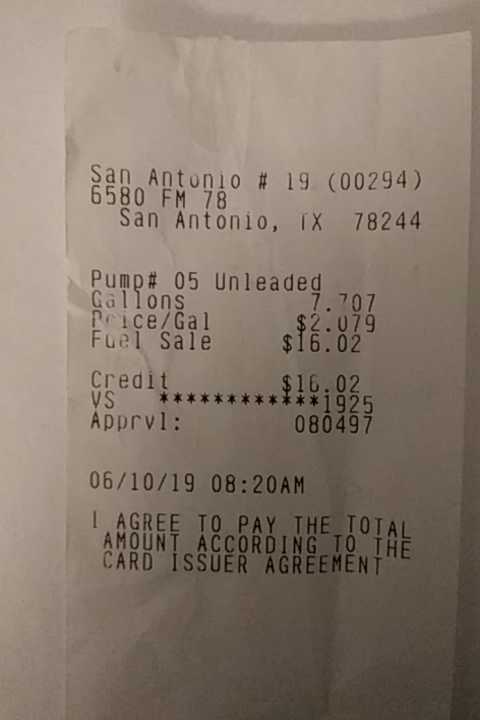 San Antonio # 19 (00294)
6580 FM 78
San Antonio, TX 78244
Pump# 05 Unleaded
Gallons 7.707
Price/Gal $2.079
Fuel Sale $16.02
Credit $16.02
VS ************1925
Apprvl: 080497
06/10/19 08:20AM
I AGREE TO PAY THE TOTAL
AMOUNT ACCORDING TO THE
CARD ISSUER AGREEMENT